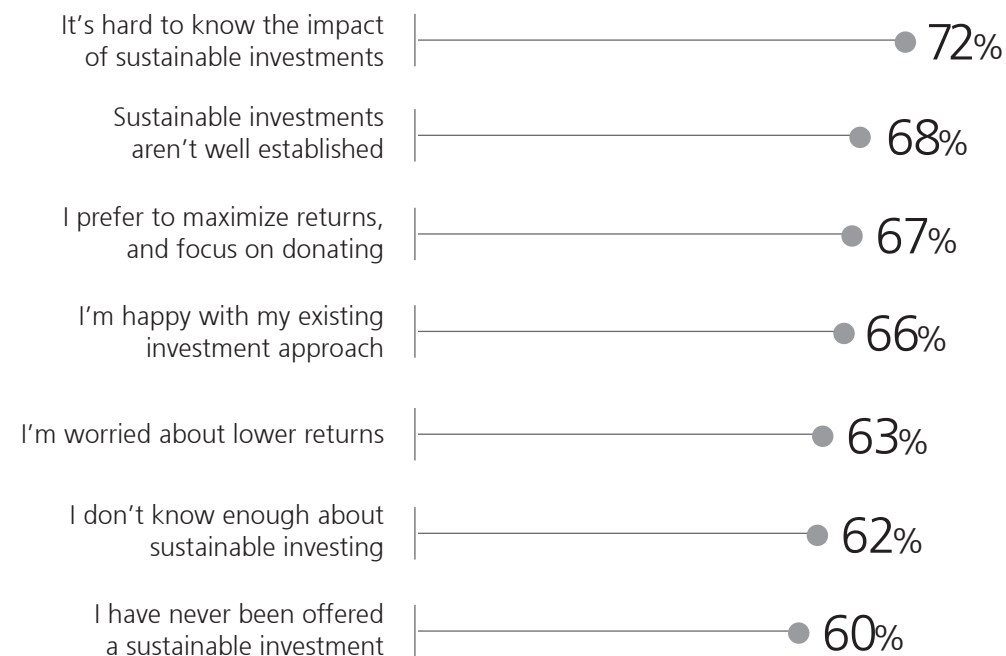 It’s hard to know the impact
of sustainable investments
72%
Sustainable investments
aren’t well established
68%
I prefer to maximize returns,
and focus on donating
67%
I’m happy with my existing
investment approach
66%
I’m worried about lower returns
63%
I don’t know enough about
sustainable investing
62%
I have never been offered
a sustainable investment
60%